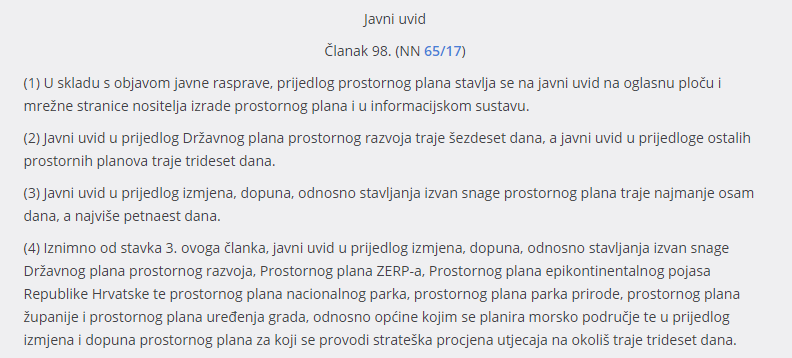 Javni uvid
Članak 98. (NN 65/17)
(1) U skladu s objavom javne rasprave, prijedlog prostornog plana stavlja se na javni uvid na oglasnu ploču i
mrežne stranice nositelja izrade prostornog plana i u informacijskom sustavu.
(2) Javni uvid u prijedlog Državnog plana prostornog razvoja traje šezdeset dana, a javni uvid u prijedloge ostalih
prostornih planova traje trideset dana.
(3) Javni uvid u prijedlog izmjena, dopuna, odnosno stavljanja izvan snage prostornog plana traje najmanje osam
dana, a najviše petnaest dana.
(4) Iznimno od stavka 3. ovoga članka, javni uvid u prijedlog izmjena, dopuna, odnosno stavljanja izvan snage
Državnog plana prostornog razvoja, Prostornog plana ZERP-a, Prostornog plana epikontinentalnog pojasa
Republike Hrvatske te prostornog plana nacionalnog parka, prostornog plana parka prirode, prostornog plana
županije i prostornog plana uređenja grada, odnosno općine kojim se planira morsko područje te u prijedlog
izmjena i dopuna prostornog plana za koji se provodi strateška procjena utjecaja na okoliš traje trideset dana.